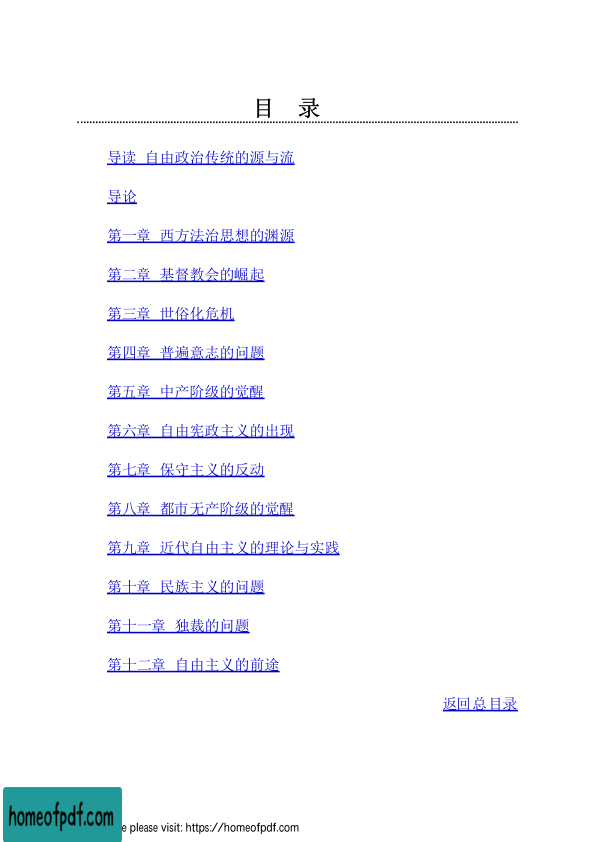 目 录
导读 自由政治传统的源与流
导论
第一章 西方法治思想的渊源
第二章 基督教会的崛起
第三章 世俗化危机
第四章 普遍意志的问题
第五章 中产阶级的觉醒
第六章 自由宪政主义的出现
第七章 保守主义的反动
第八章 都市无产阶级的觉醒
第九章 近代自由主义的理论与实践
第十章 民族主义的问题
第十一章 独裁的问题
第十二章 自由主义的前途
返回总目录
homeofpdf.com
please visit: https://homeofpdf.com